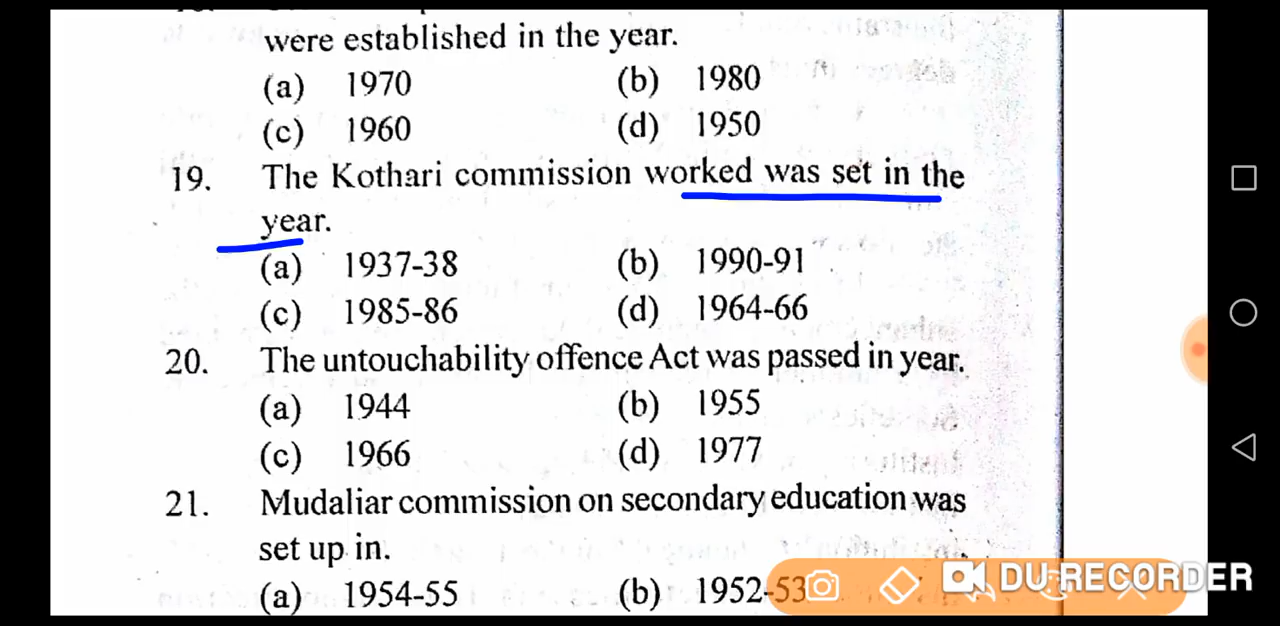 were established in the year.
(a) 1970 (b) 1980
(c) 1960 (d) 1950
19. The Kothari commission worked was set in the
year.
(a) 1937-38 (b) 1990-91
(c) 1985-86 (d) 1964-66
20. The untouchability offence Act was passed in year.
(a) 1944 (b) 1955
(c) 1966 (d) 1977
21. Mudaliar commission on secondary education was
set up in.
(a) 1954-55 (b) 1952-53
DU RECORDER